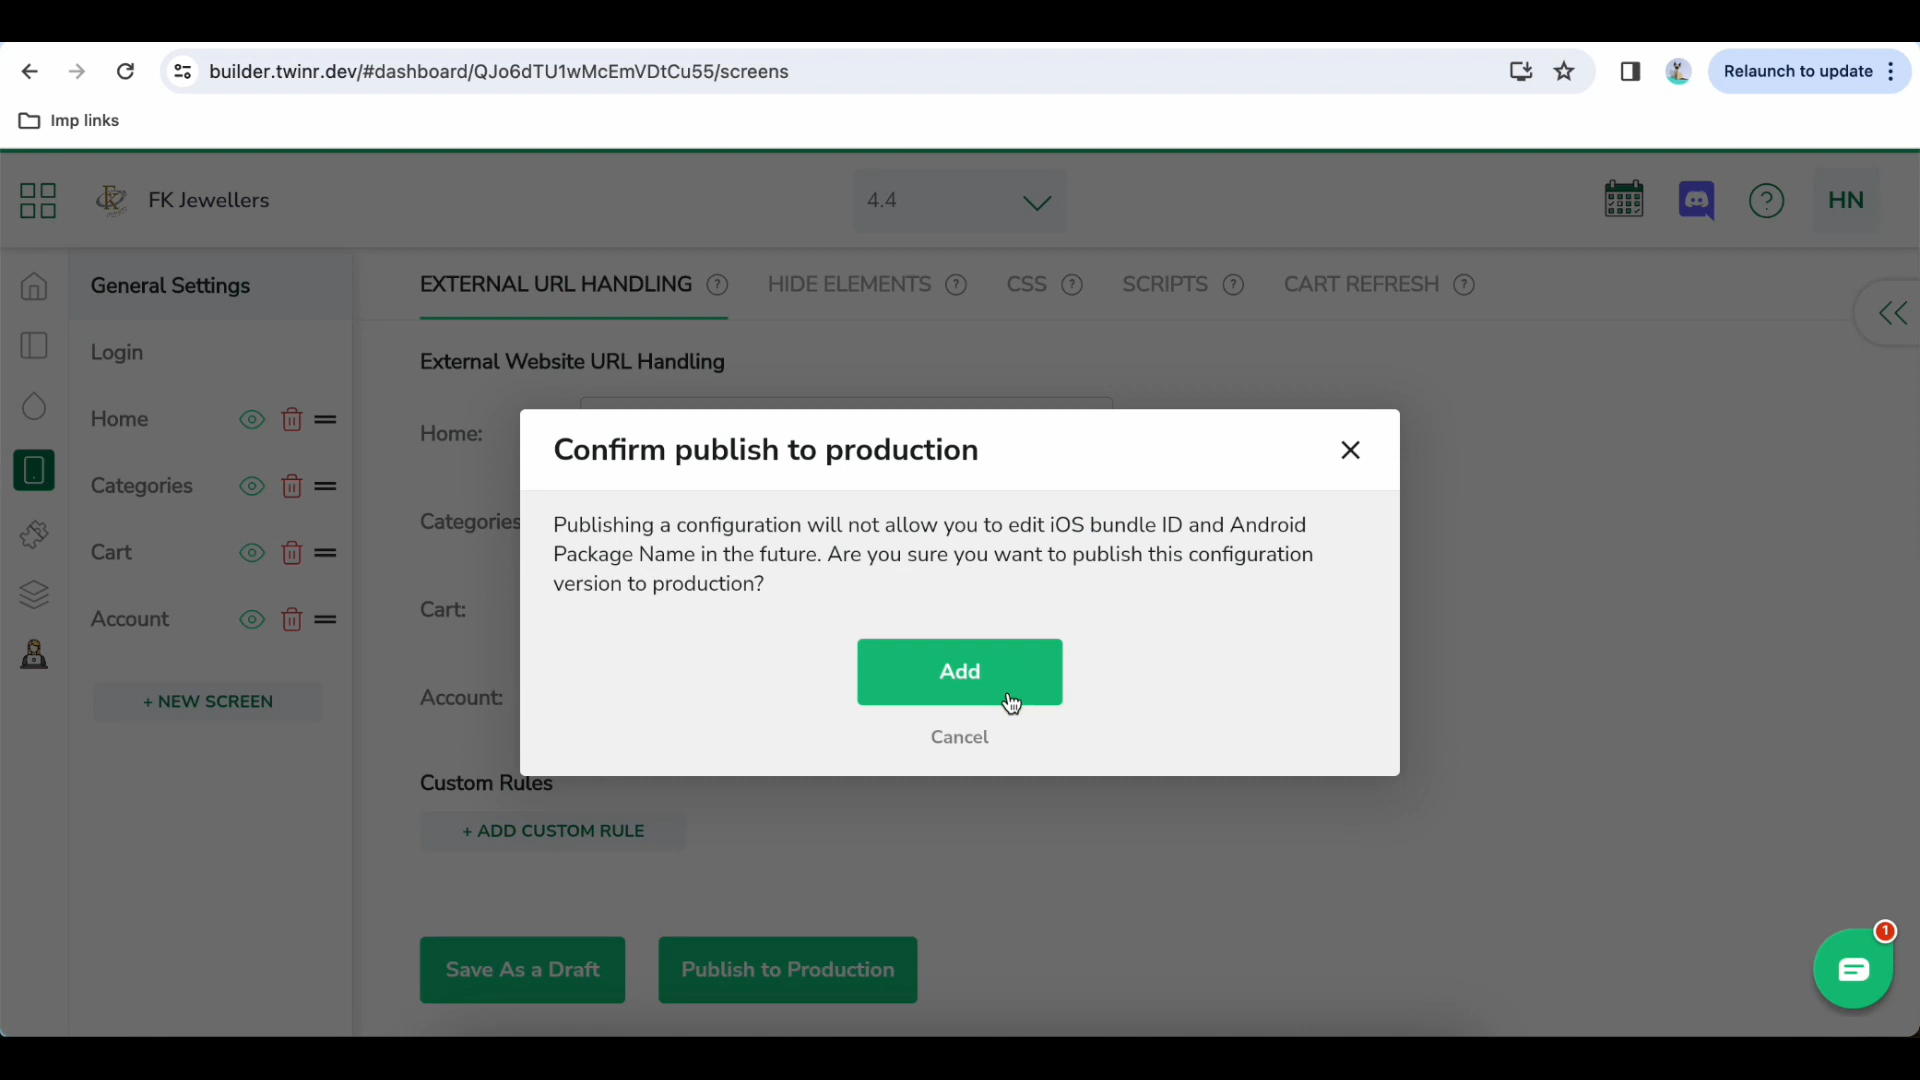 builder.twinr.dev/#dashboard/QJo6dTU1wMcEmVDtCu55/screens
Relaunch to update
Imp links
FK Jewellers
4.4
HN
General Settings
Login
Home
Categories
Cart
Account
+ NEW SCREEN
EXTERNAL URL HANDLING ?
HIDE ELEMENTS ?
CSS ?
SCRIPTS ?
CART REFRESH ?
External Website URL Handling
Home:
Categories
Cart:
Account:
Confirm publish to production
Publishing a configuration will not allow you to edit iOS bundle ID and Android
Package Name in the future. Are you sure you want to publish this configuration
version to production?
Add
Cancel
Custom Rules
+ ADD CUSTOM RULE
Save As a Draft
Publish to Production
1